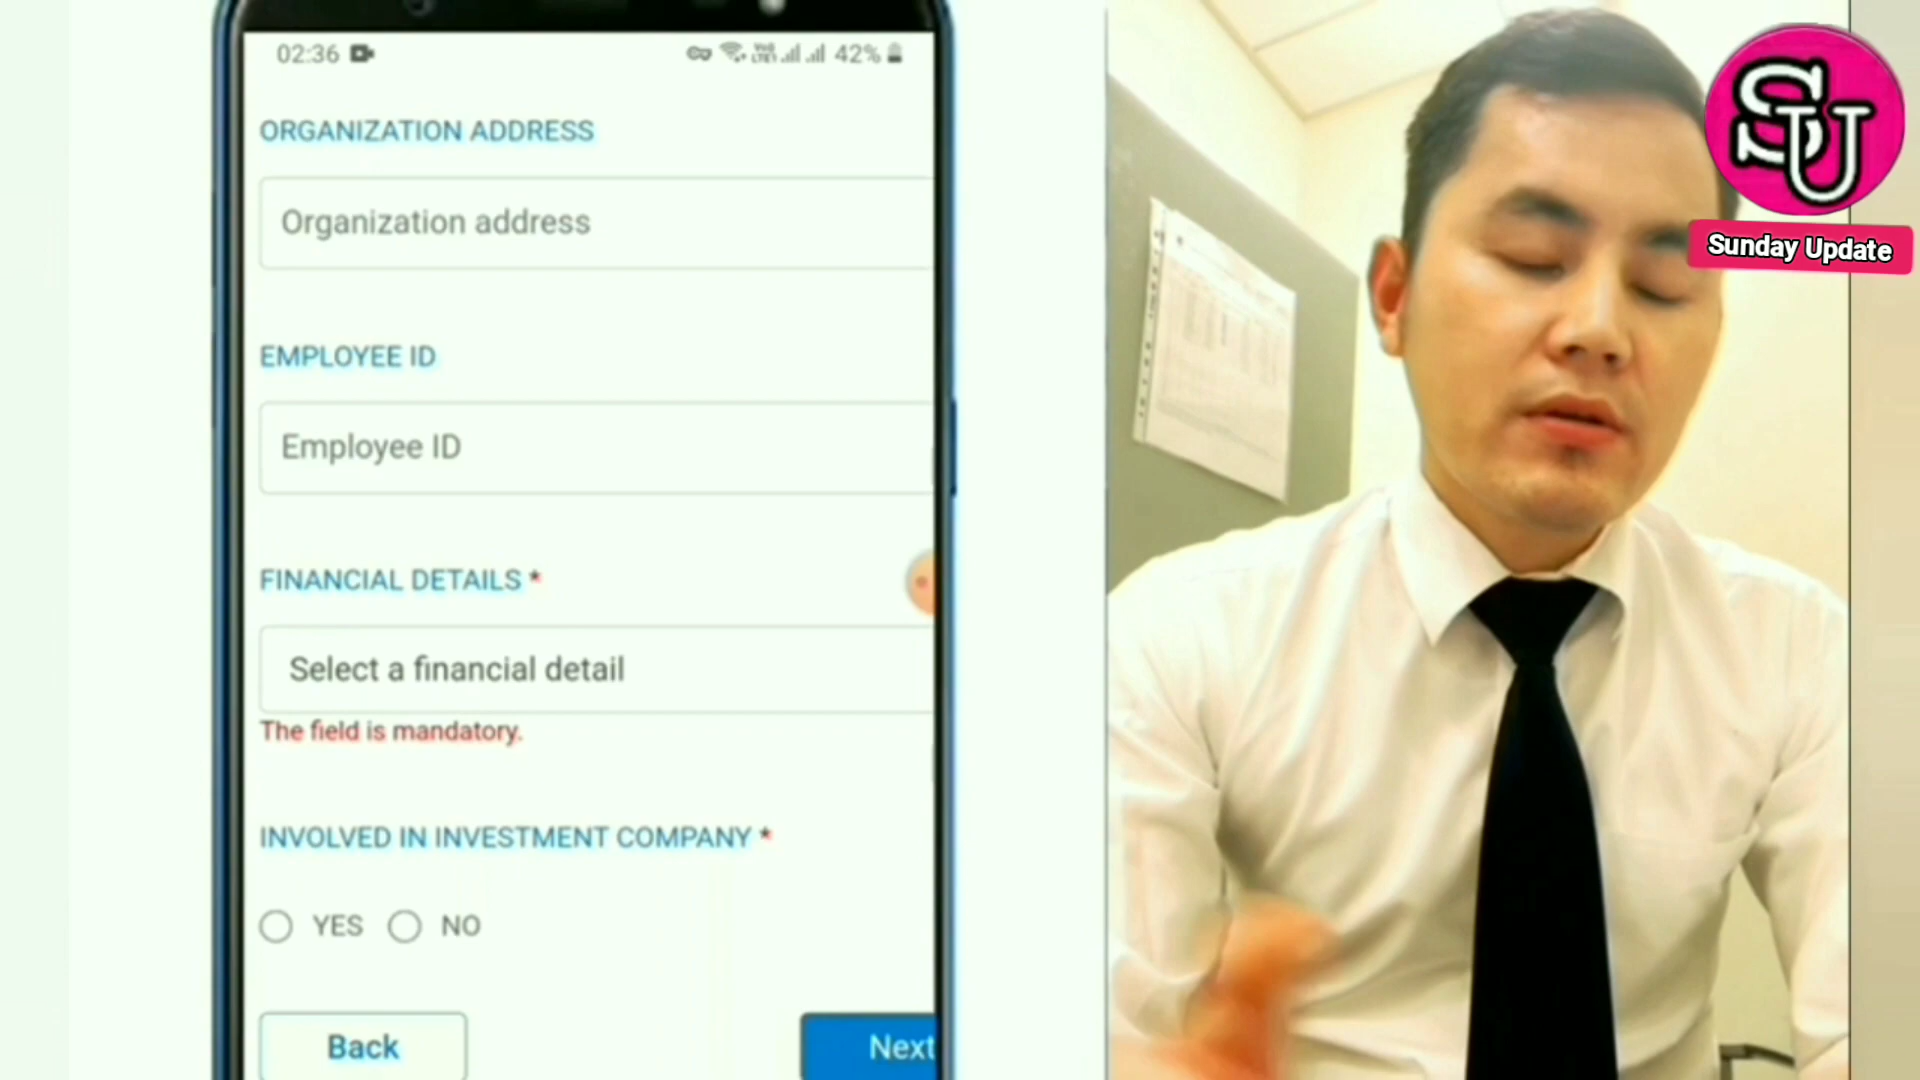 02:36 42%
ORGANIZATION ADDRESS
Organization address
EMPLOYEE ID
Employee ID
FINANCIAL DETAILS *
Select a financial detail
The field is mandatory.
INVOLVED IN INVESTMENT COMPANY *
YES NO
Back Next
SU
Sunday Update